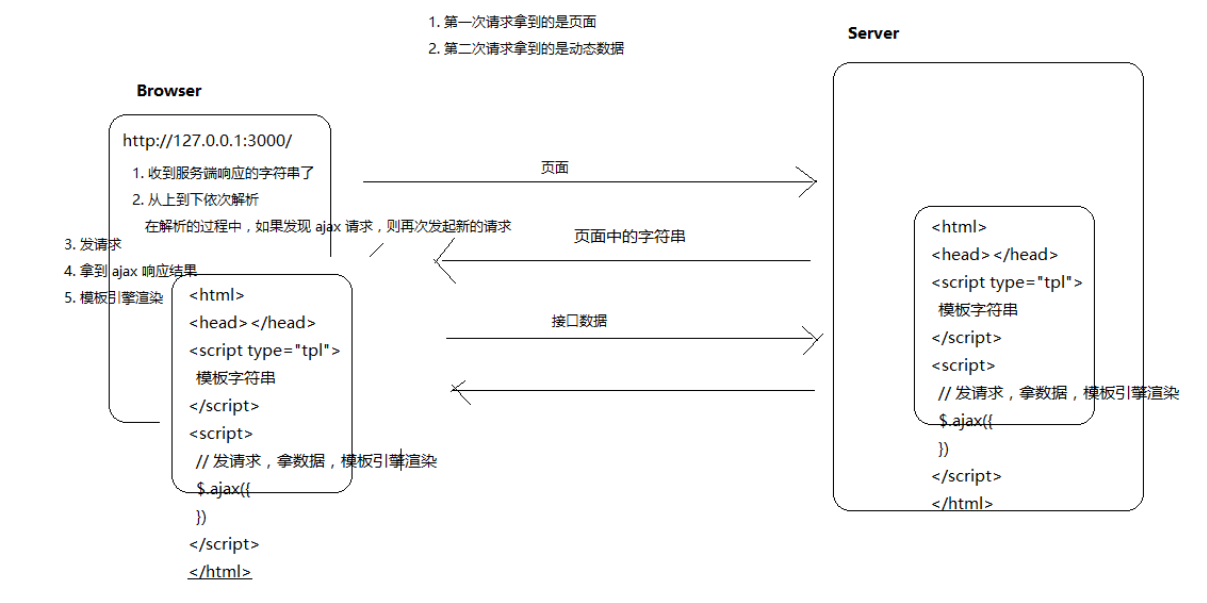 1. 第一次请求拿到的是页面
2. 第二次请求拿到的是动态数据
Server
Browser
http://127.0.0.1:3000/
1. 收到服务端响应的字符串了
2. 从上到下依次解析
在解析的过程中，如果发现 ajax 请求，则再次发起新的请求
3. 发请求
4. 拿到 ajax 响应结果
5. 模板引擎渲染
<html>
<head></head>
<script type="tpl">
模板字符串
</script>
<script>
// 发请求，拿数据，模板引擎渲染
$.ajax({
})
</script>
</html>
页面
页面中的字符串
接口数据
<html>
<head></head>
<script type="tpl">
模板字符串
</script>
<script>
// 发请求，拿数据，模板引擎渲染
$.ajax({
})
</script>
</html>